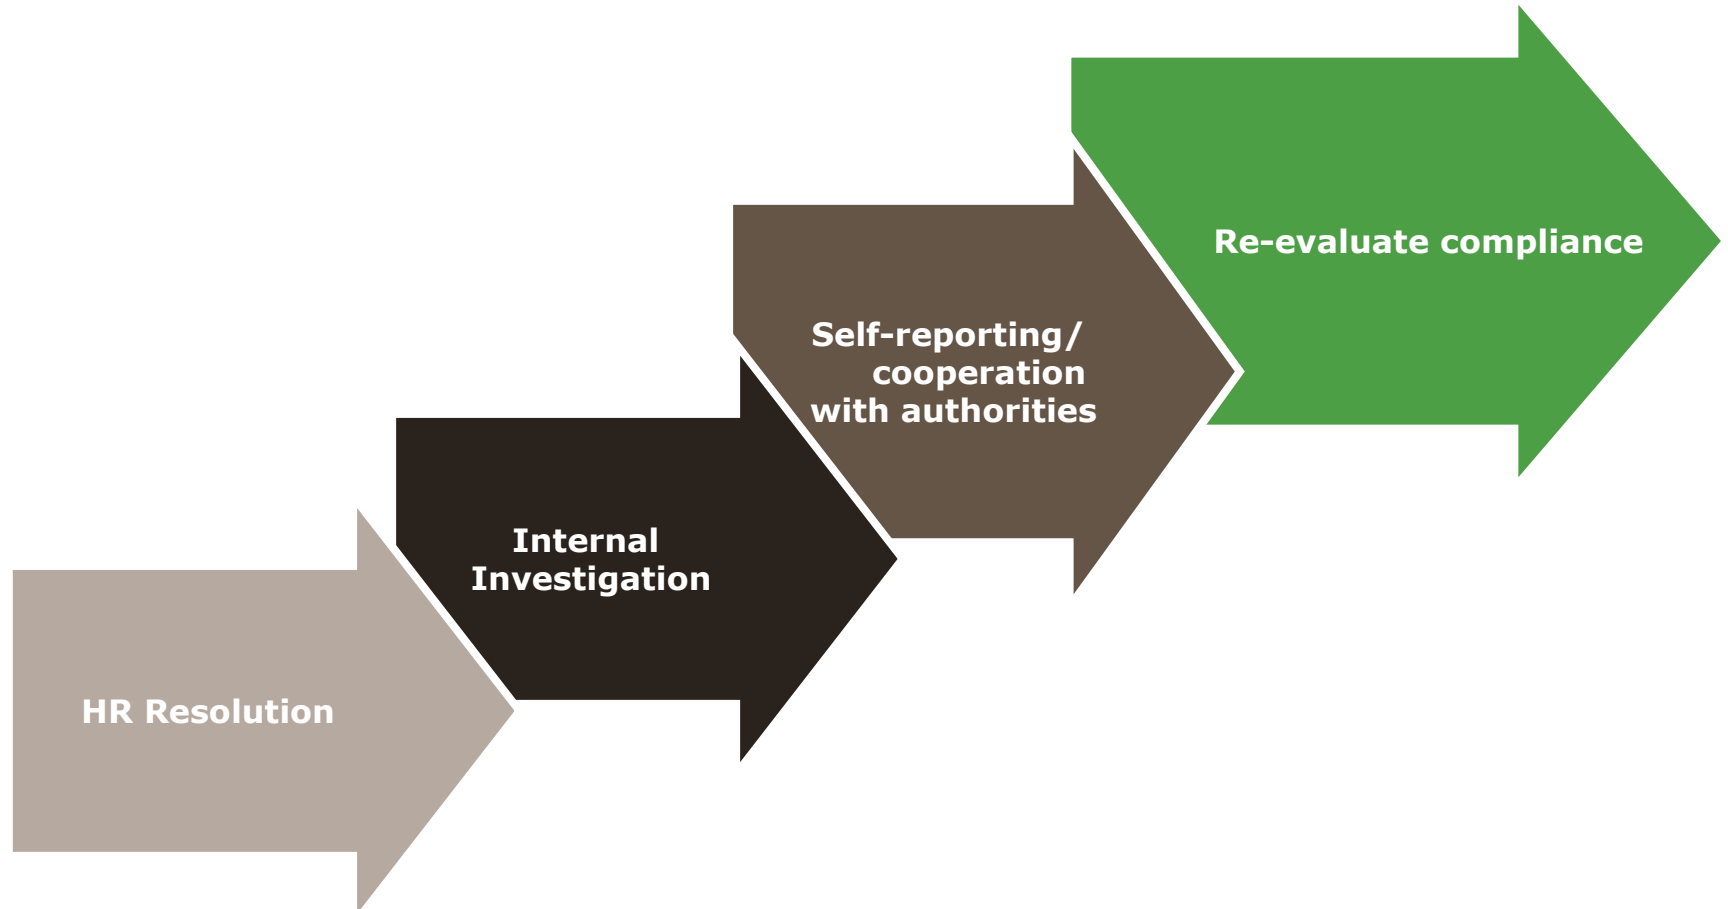 Re-evaluate compliance
Self-reporting/
cooperation
with authorities
Internal
Investigation
HR Resolution